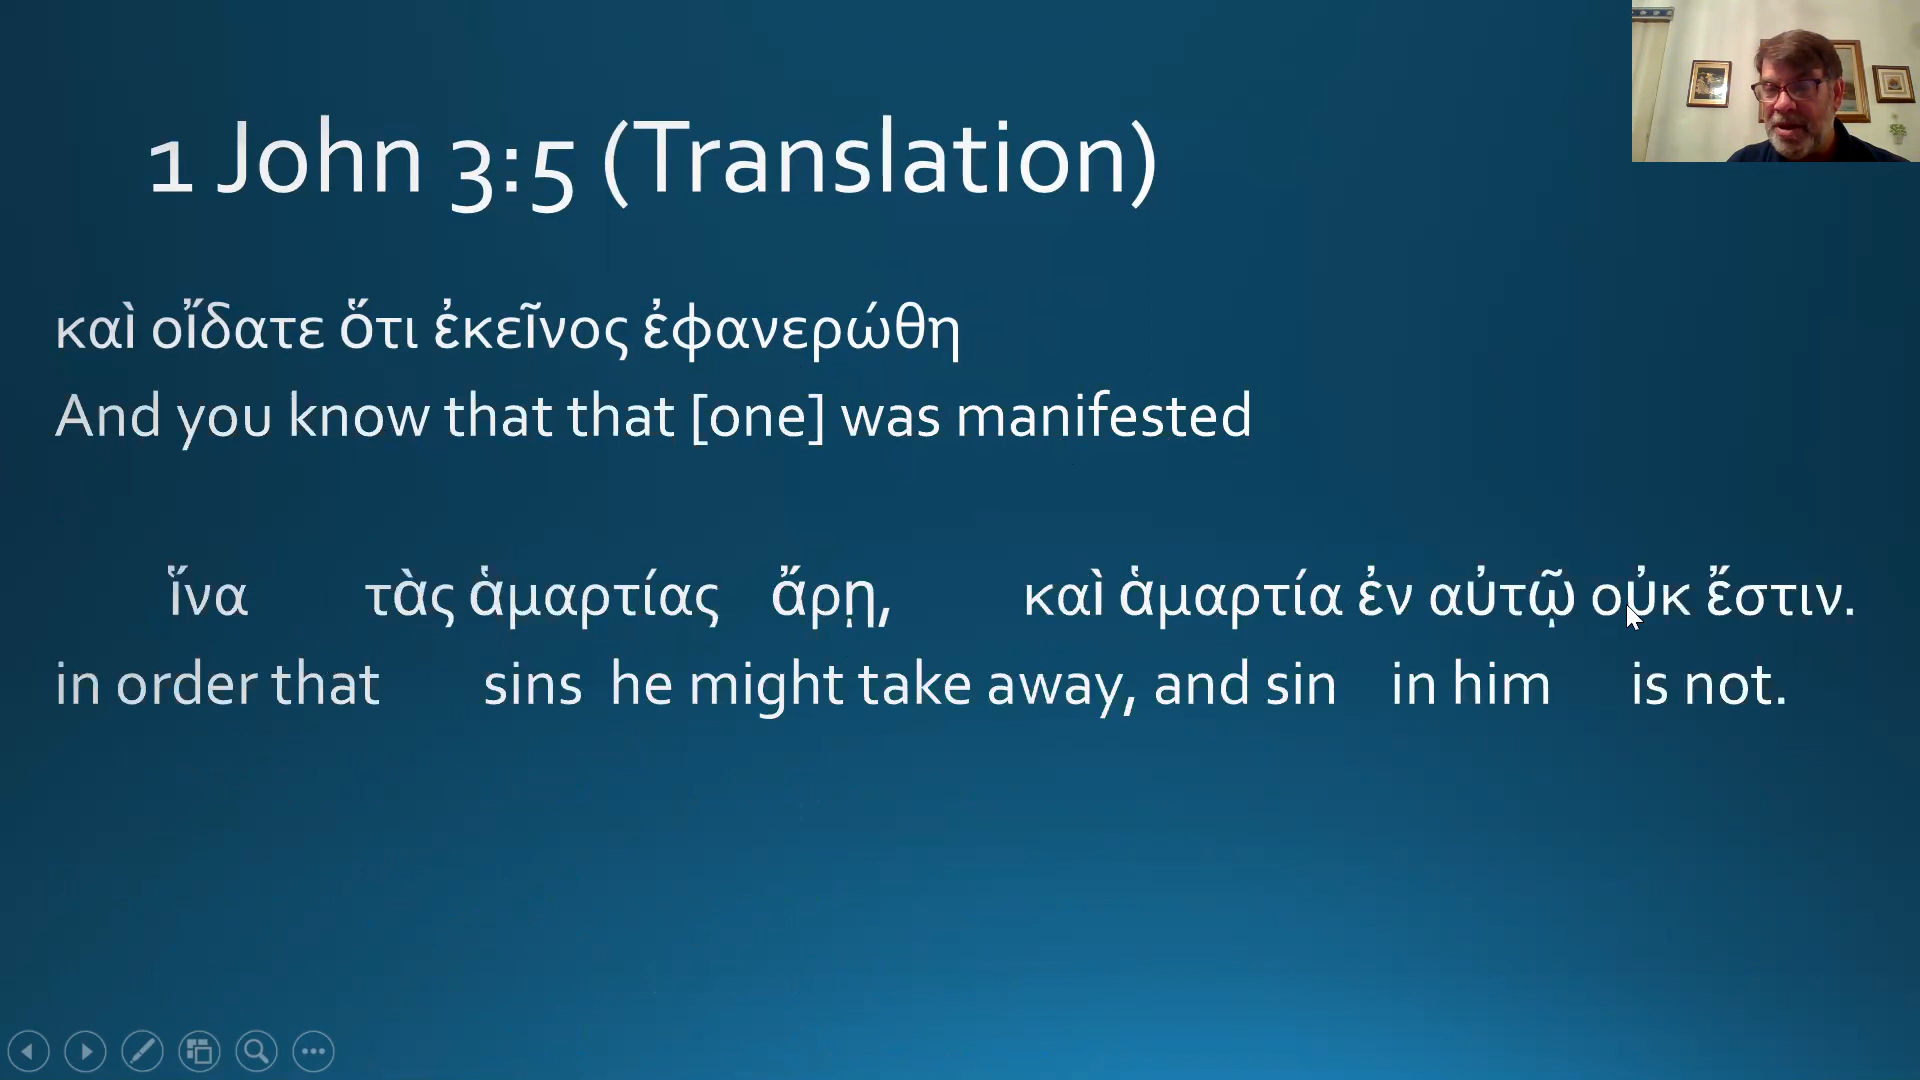 1 John 3:5 (Translation)
καὶ οἴδατε ὅτι ἐκεῖνος ἐφανερώθη
And you know that that [one] was manifested
ἵνα τὰς ἁμαρτίας ἄρῃ, καὶ ἁμαρτία ἐν αὐτῷ οὐκ ἔστιν.
in order that sins he might take away, and sin in him is not.